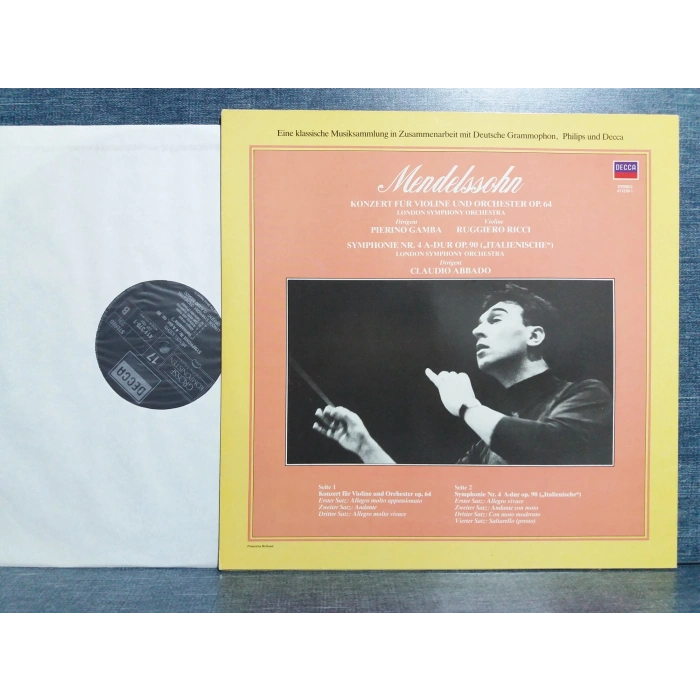 Eine klassische Musiksammlung in Zusammenarbeit mit Deutsche Grammophon, Philips und Decca
DECCA
Mendelssohn
STEREO
KONZERT FÜR VIOLINE UND ORCHESTER OP. 64
LONDON SYMPHONY ORCHESTRA
Dirigent Violine
PIERINO GAMBA RUGGIERO RICCI
SYMPHONIE NR. 4 A-DUR OP. 90 („ITALIENISCHE“)
LONDON SYMPHONY ORCHESTRA
Dirigent
CLAUDIO ABBADO
Seite 1
Konzert für Violine und Orchester op. 64
Erster Satz: Allegro molto appassionato
Zweiter Satz: Andante
Dritter Satz: Allegro molto vivace
Seite 2
Symphonie Nr. 4 A-dur op. 90 („Italienische“)
Erster Satz: Allegro vivace
Zweiter Satz: Andante con moto
Dritter Satz: Con moto moderato
Vierter Satz: Saltarello (presto)
DECCA
17
B